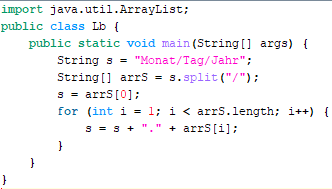 import java.util.ArrayList;
public class Lb {
    public static void main(String[] args) {
        String s = "Monat/Tag/Jahr";
        String[] arrS = s.split("/");
        s = arrS[0];
        for (int i = 1; i < arrS.length; i++) {
            s = s + "." + arrS[i];
        }
    }
}